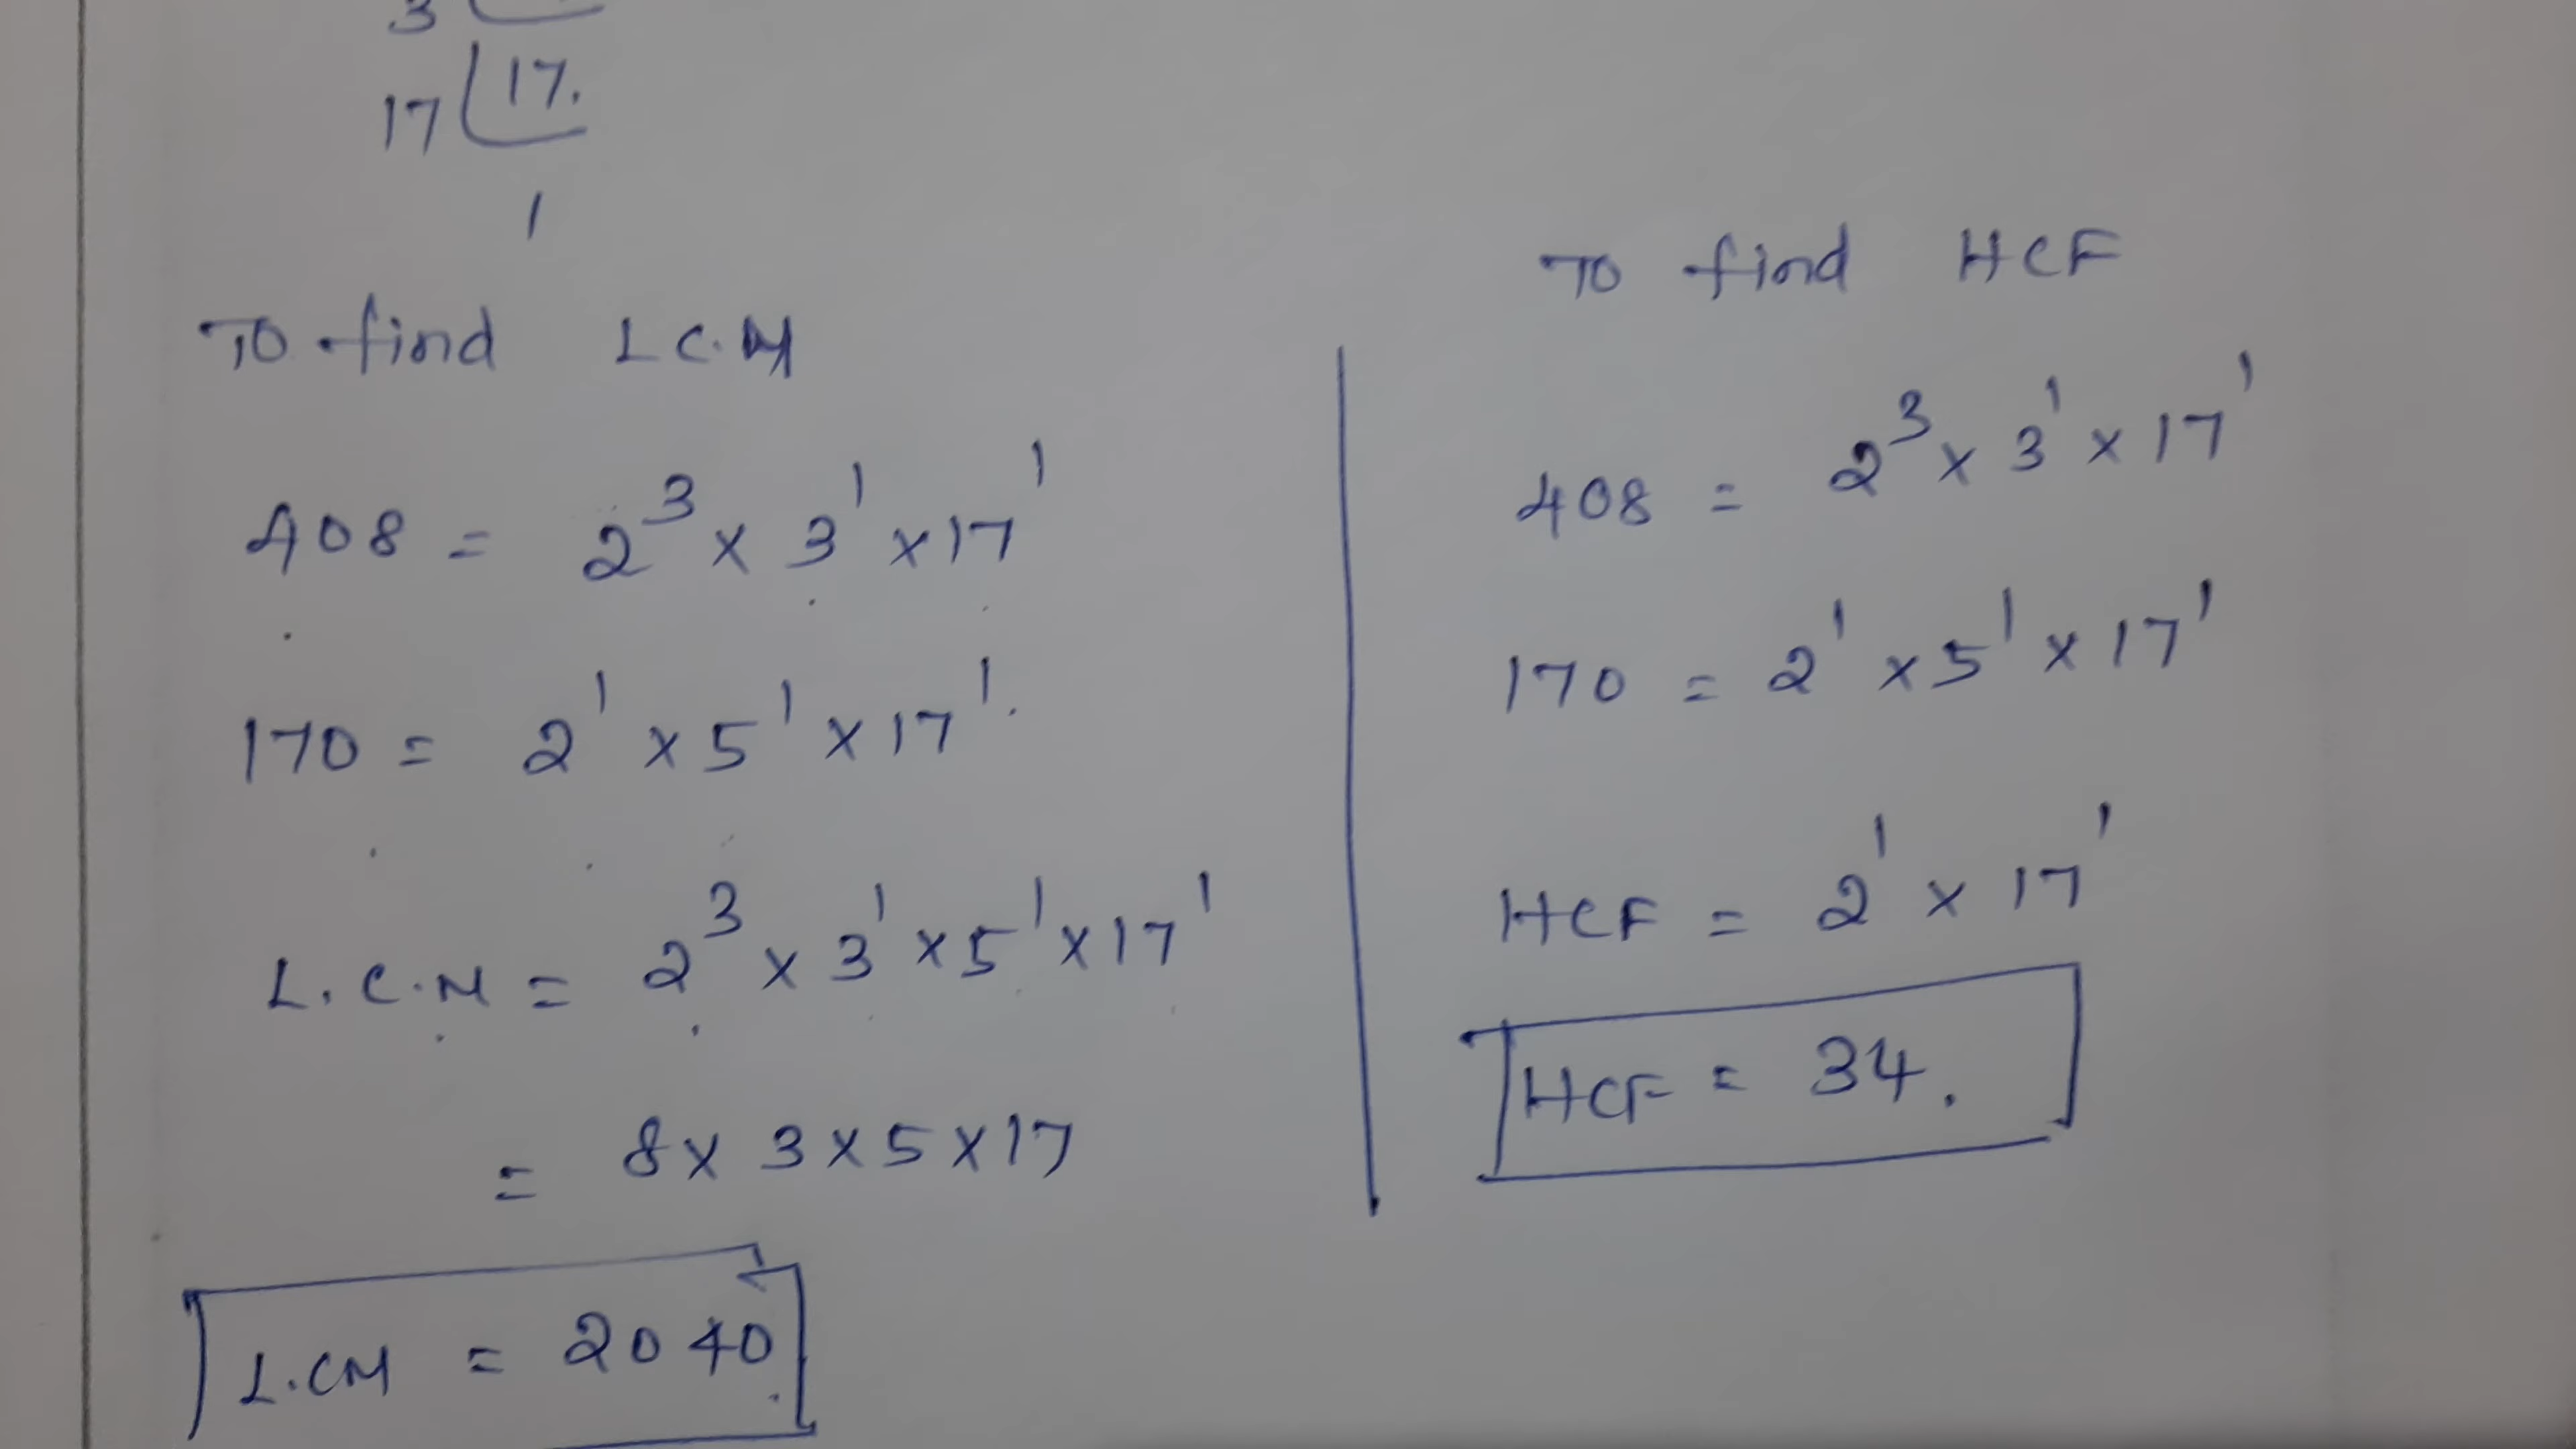 3
17 17.
1
To find L C.M
408 = 2³ × 3¹ × 17¹
170 = 2¹ × 5¹ × 17¹.
L.C.M = 2³ × 3¹ × 5¹ × 17¹
= 8 × 3 × 5 × 17
L.CM = 2040
To find HCF
408 = 2³ × 3¹ × 17¹
170 = 2¹ × 5¹ × 17¹
HCF = 2¹ × 17¹
HCF = 34.